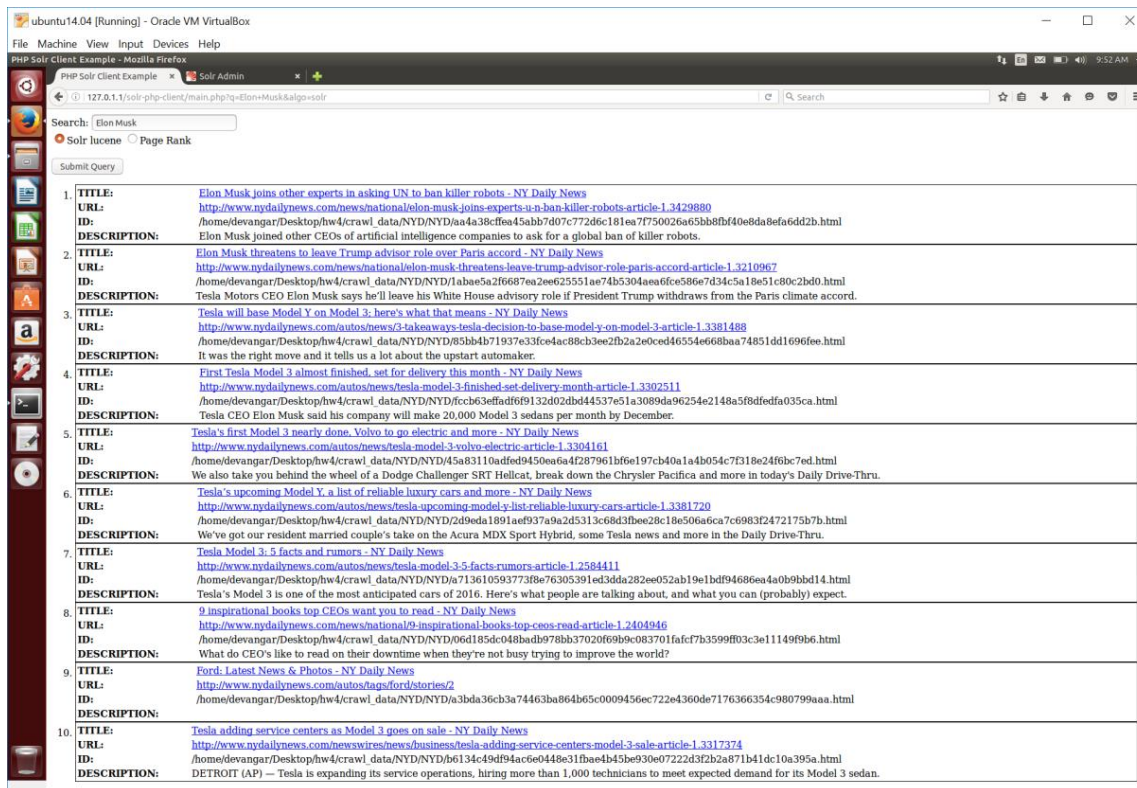 ubuntu14.04 [Running] - Oracle VM VirtualBox
File Machine View Input Devices Help
PHP Solr Client Example - Mozilla Firefox
En 9:52 AM
PHP Solr Client Example × Solr Admin ×
127.0.1.1/solr-php-client/main.php?q=Elon+Musk&algo=solr Search
Search: Elon Musk
Solr lucene Page Rank
Submit Query
1. TITLE: Elon Musk joins other experts in asking UN to ban killer robots - NY Daily News
URL: http://www.nydailynews.com/news/national/elon-musk-joins-experts-u-n-ban-killer-robots-article-1.3429880
ID: /home/devangar/Desktop/hw4/crawl_data/NYD/NYD/aa4a38cffea45abb7d07c772d6c181ea7f750026a65bb8fbf40e8da8efa6dd2b.html
DESCRIPTION: Elon Musk joined other CEOs of artificial intelligence companies to ask for a global ban of killer robots.
2. TITLE: Elon Musk threatens to leave Trump advisor role over Paris accord - NY Daily News
URL: http://www.nydailynews.com/news/national/elon-musk-threatens-leave-trump-advisor-role-paris-accord-article-1.3210967
ID: /home/devangar/Desktop/hw4/crawl_data/NYD/NYD/1abae5a2f6687ea2ee625551ae74b5304aea6fce586e7d34c5a18e51c80c2bd0.html
DESCRIPTION: Tesla Motors CEO Elon Musk says he'll leave his White House advisory role if President Trump withdraws from the Paris climate accord.
3. TITLE: Tesla will base Model Y on Model 3; here's what that means - NY Daily News
URL: http://www.nydailynews.com/autos/news/3-takeaways-tesla-decision-to-base-model-y-on-model-3-article-1.3381488
ID: /home/devangar/Desktop/hw4/crawl_data/NYD/NYD/85bb4b71937e33fce4ac88cb3ee2fb2a2e0ced46554e668baa74851dd1696fee.html
DESCRIPTION: It was the right move and it tells us a lot about the upstart automaker.
4. TITLE: First Tesla Model 3 almost finished, set for delivery this month - NY Daily News
URL: http://www.nydailynews.com/autos/news/tesla-model-3-finished-set-delivery-month-article-1.3302511
ID: /home/devangar/Desktop/hw4/crawl_data/NYD/NYD/fccb63effadf6f9132d02dbd44537e51a3089da96254e2148a5f8dfedfa035ca.html
DESCRIPTION: Tesla CEO Elon Musk said his company will make 20,000 Model 3 sedans per month by December.
5. TITLE: Tesla's first Model 3 nearly done, Volvo to go electric and more - NY Daily News
URL: http://www.nydailynews.com/autos/news/tesla-model-3-volvo-electric-article-1.3304161
ID: /home/devangar/Desktop/hw4/crawl_data/NYD/NYD/45a83110adfed9450ea6a4f287961bf6e197cb40a1a4b054c7f318e24f6bc7ed.html
DESCRIPTION: We also take you behind the wheel of a Dodge Challenger SRT Hellcat, break down the Chrysler Pacifica and more in today's Daily Drive-Thru.
6. TITLE: Tesla's upcoming Model Y, a list of reliable luxury cars and more - NY Daily News
URL: http://www.nydailynews.com/autos/news/tesla-upcoming-model-y-list-reliable-luxury-cars-article-1.3381720
ID: /home/devangar/Desktop/hw4/crawl_data/NYD/NYD/2d9eda1891aef937a9a2d5313c68d3fbee28c18e506a6ca7c6983f2472175b7b.html
DESCRIPTION: We've got our resident married couple's take on the Acura MDX Sport Hybrid, some Tesla news and more in the Daily Drive-Thru.
7. TITLE: Tesla Model 3: 5 facts and rumors - NY Daily News
URL: http://www.nydailynews.com/autos/news/tesla-model-3-5-facts-rumors-article-1.2584411
ID: /home/devangar/Desktop/hw4/crawl_data/NYD/NYD/a713610593773f8e76305391ed3dda282ee052ab19e1bdf94686ea4a0b9bbd14.html
DESCRIPTION: Tesla's Model 3 is one of the most anticipated cars of 2016. Here's what people are talking about, and what you can (probably) expect.
8. TITLE: 9 inspirational books top CEOs want you to read - NY Daily News
URL: http://www.nydailynews.com/news/national/9-inspirational-books-top-ceos-read-article-1.2404946
ID: /home/devangar/Desktop/hw4/crawl_data/NYD/NYD/06d185dc048badb978bb37020f69b9c083701fafcf7b3599ff03c3e11149f9b6.html
DESCRIPTION: What do CEO's like to read on their downtime when they're not busy trying to improve the world?
9. TITLE: Ford: Latest News & Photos - NY Daily News
URL: http://www.nydailynews.com/autos/tags/ford/stories/2
ID: /home/devangar/Desktop/hw4/crawl_data/NYD/NYD/a3bda36cb3a74463ba864b65c0009456ec722e4360de7176366354c980799aaa.html
DESCRIPTION:
10. TITLE: Tesla adding service centers as Model 3 goes on sale - NY Daily News
URL: http://www.nydailynews.com/newswires/news/business/tesla-adding-service-centers-model-3-sale-article-1.3317374
ID: /home/devangar/Desktop/hw4/crawl_data/NYD/NYD/b6134c49df94ac6e0448e31fbae4b45be930e07222d3f2b2a871b41dc10a395a.html
DESCRIPTION: DETROIT (AP) — Tesla is expanding its service operations, hiring more than 1,000 technicians to meet expected demand for its Model 3 sedan.